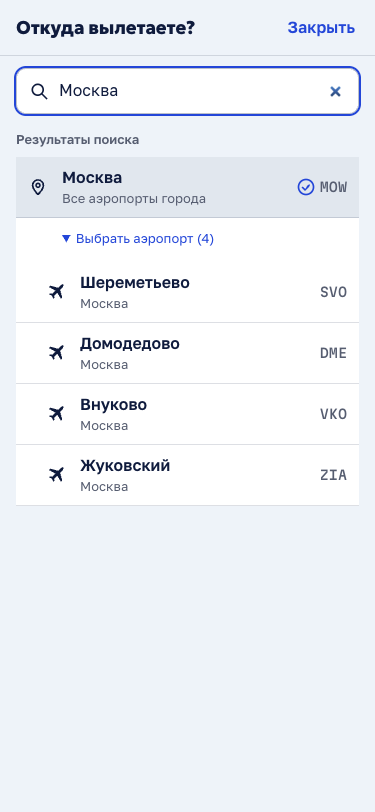 Откуда вылетаете? Закрыть
Москва
Результаты поиска
Москва MOW
Все аэропорты города
Выбрать аэропорт (4)
Шереметьево SVO
Москва
Домодедово DME
Москва
Внуково VKO
Москва
Жуковский ZIA
Москва